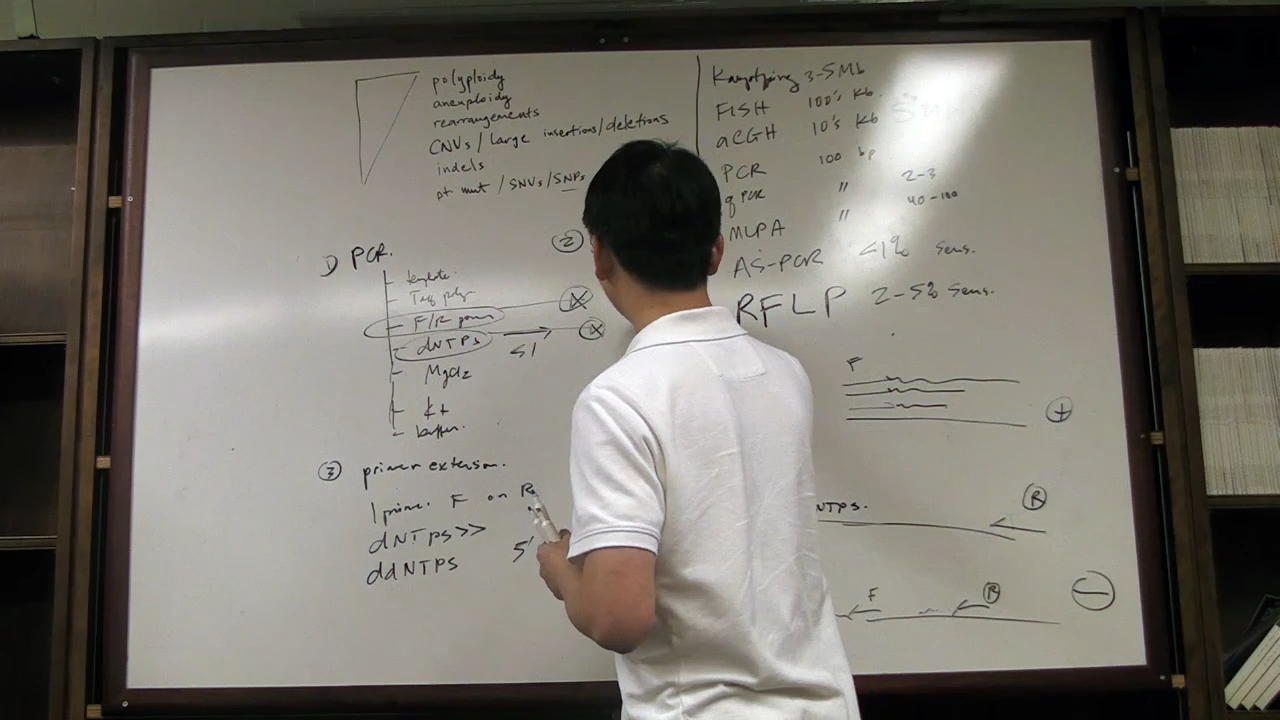 polyploidy
aneuploidy
rearrangements
CNVs / large insertions/deletions
indels
pt mut / SNVs/SNPs
1) PCR.
template.
Taq poly.
F/R
dNTPs
<1
MgCl2
K+
buffer.
②
③ primer extension.
1 primer F or R
dNTPs >>
ddNTPs
5'
3-5Mb
FISH 100's Kb.
aCGH 10's Kb
PCR 100 bp
qPCR " 2-3
MLPA " 40-100
AS-PCR <1% sens.
RFLP 2-5% sens.
F
+
NTPs.
R
F R
−